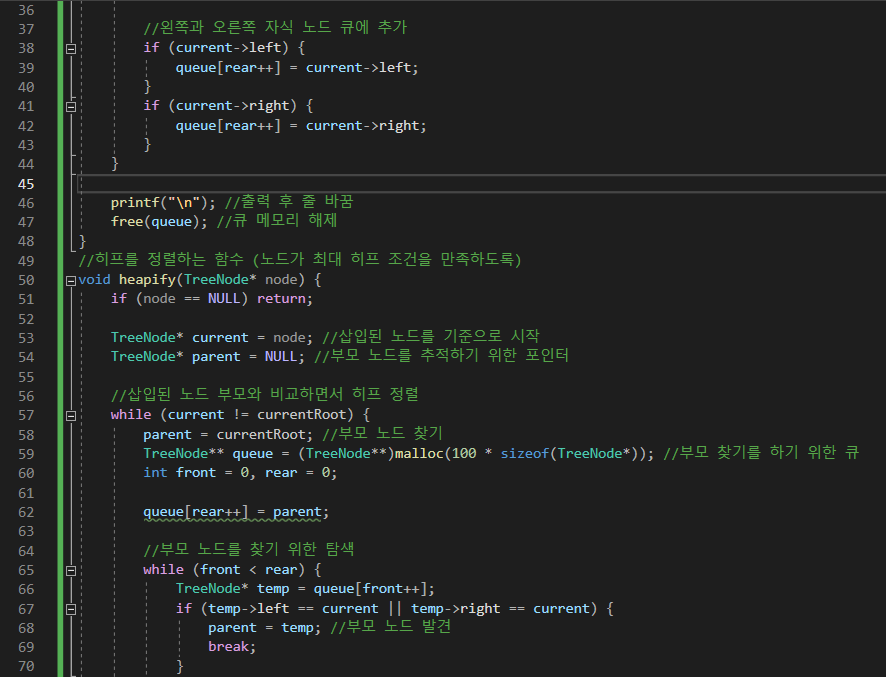 36
37 //왼쪽과 오른쪽 자식 노드 큐에 추가
38 if (current->left) {
39 queue[rear++] = current->left;
40 }
41 if (current->right) {
42 queue[rear++] = current->right;
43 }
44 }
45
46 printf("\n"); //출력 후 줄 바꿈
47 free(queue); //큐 메모리 해제
48 }
49 //히프를 정렬하는 함수 (노드가 최대 히프 조건을 만족하도록)
50 void heapify(TreeNode* node) {
51 if (node == NULL) return;
52
53 TreeNode* current = node; //삽입된 노드를 기준으로 시작
54 TreeNode* parent = NULL; //부모 노드를 추적하기 위한 포인터
55
56 //삽입된 노드 부모와 비교하면서 히프 정렬
57 while (current != currentRoot) {
58 parent = currentRoot; //부모 노드 찾기
59 TreeNode** queue = (TreeNode**)malloc(100 * sizeof(TreeNode*)); //부모 찾기를 하기 위한 큐
60 int front = 0, rear = 0;
61
62 queue[rear++] = parent;
63
64 //부모 노드를 찾기 위한 탐색
65 while (front < rear) {
66 TreeNode* temp = queue[front++];
67 if (temp->left == current || temp->right == current) {
68 parent = temp; //부모 노드 발견
69 break;
70 }